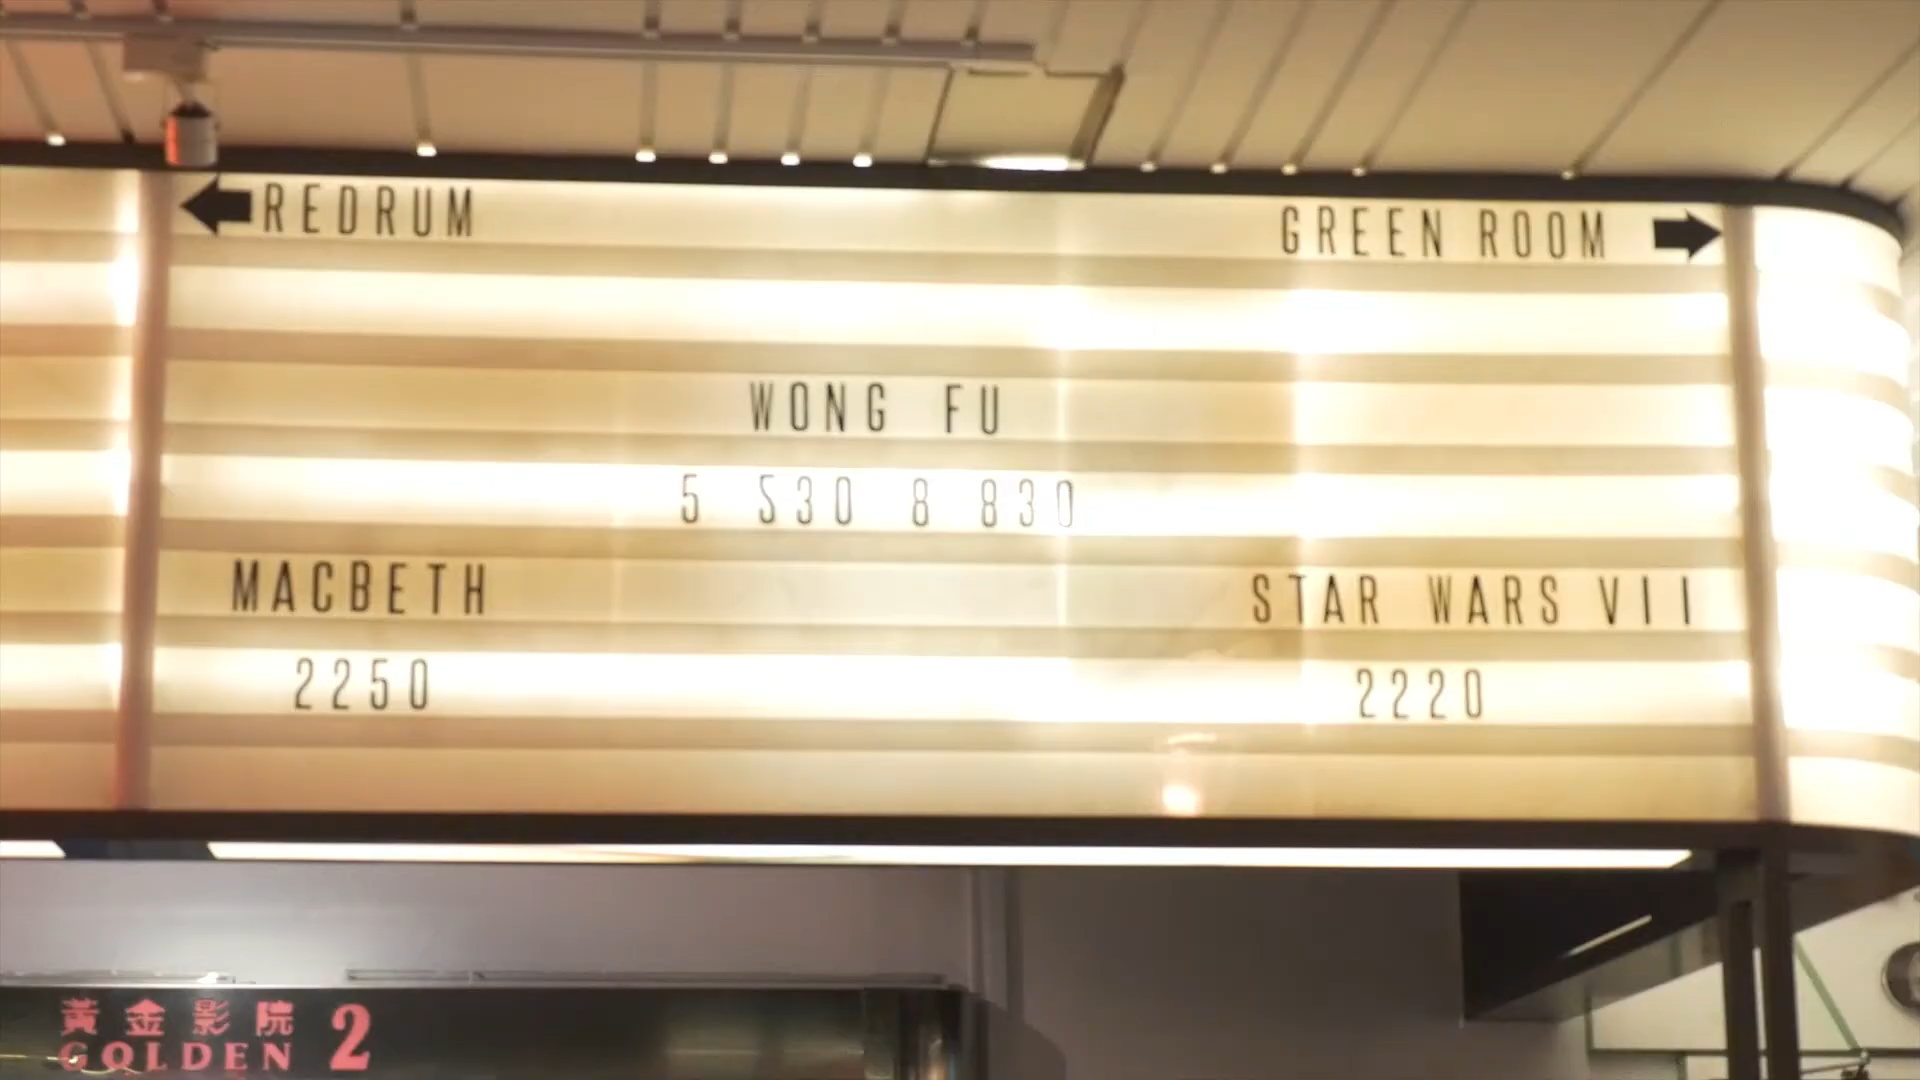 REDRUM
GREEN ROOM
WONG FU
5 530 8 830
MACBETH
STAR WARS VII
2250
2220
黃金影院 2
GOLDEN